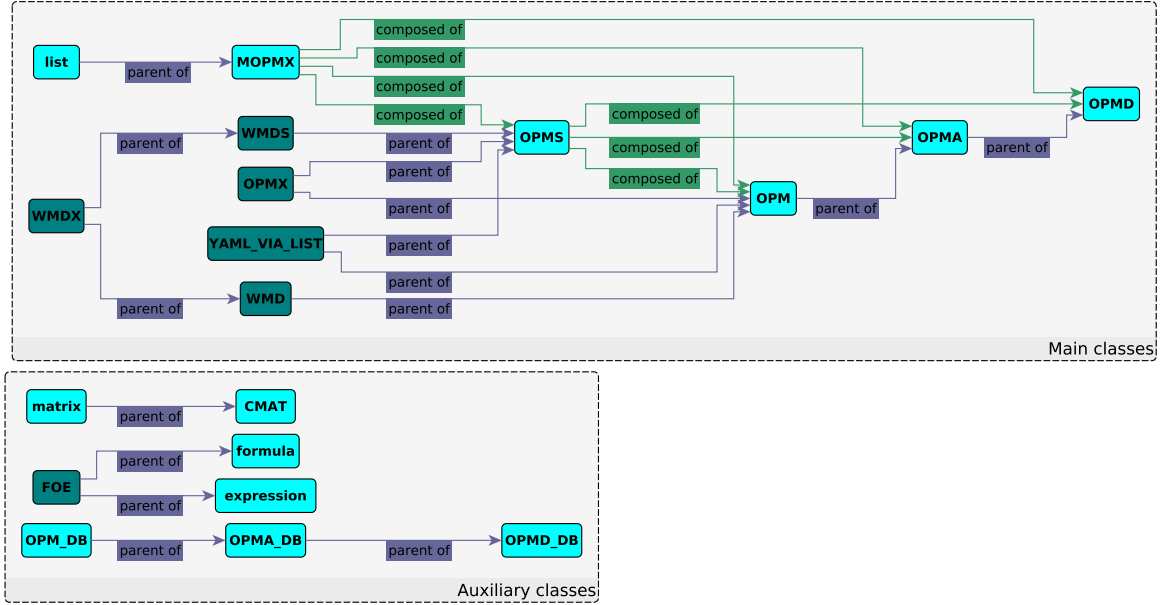 composed of
composed of
list
parent of
MOPMX
composed of
composed of
OPMD
WMDS
parent of
parent of
OPMS
composed of
composed of
OPMA
parent of
OPMX
parent of
composed of
parent of
OPM
parent of
WMDX
YAML_VIA_LIST
parent of
parent of
parent of
WMD
parent of
Main classes
matrix
parent of
CMAT
parent of
formula
FOE
parent of
expression
OPM_DB
parent of
OPMA_DB
parent of
OPMD_DB
Auxiliary classes